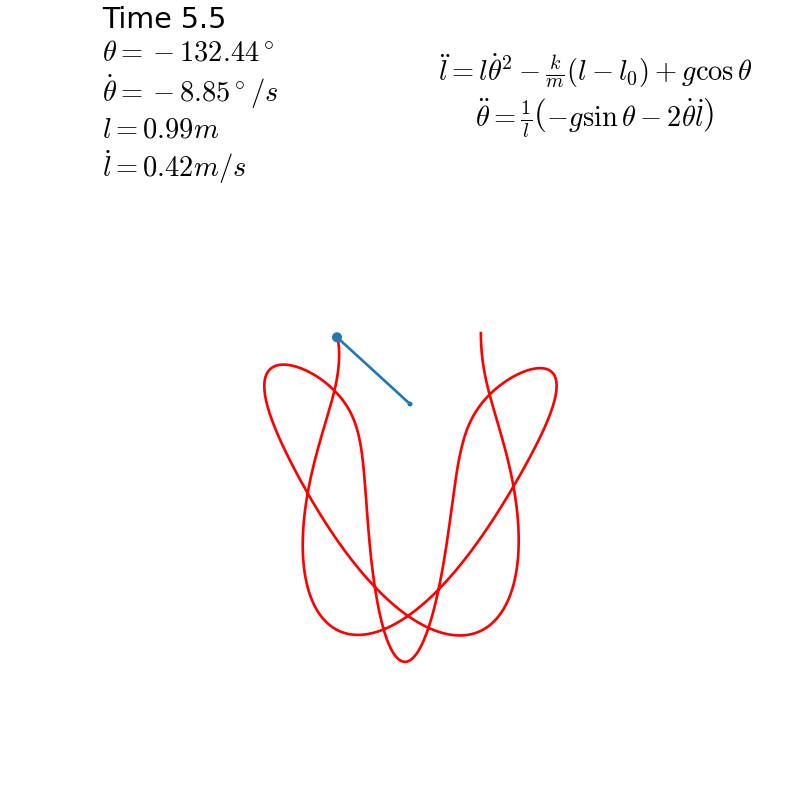 Time 5.5
θ = −132.44°
θ̇ = −8.85°/s
l = 0.99m
l̇ = 0.42m/s
l̈ = lθ̇² − k/m (l − l₀) + g cos θ
θ̈ = 1/l (−g sin θ − 2θ̇l̇)